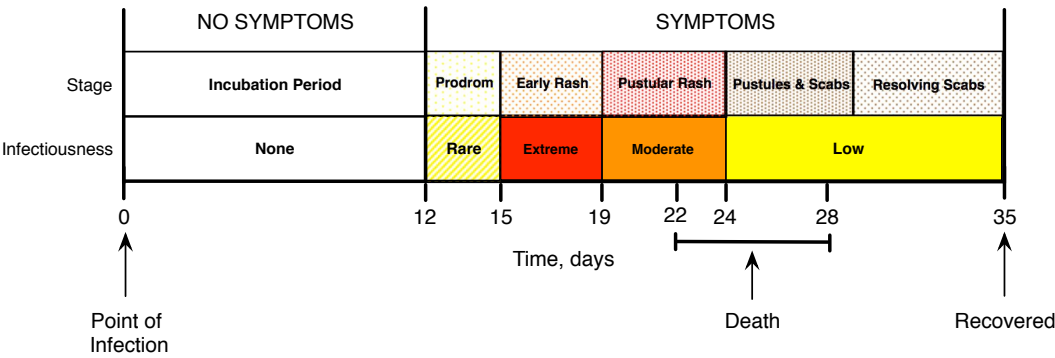 NO SYMPTOMS SYMPTOMS
Stage Incubation Period Prodrom Early Rash Pustular Rash Pustules & Scabs Resolving Scabs
Infectiousness None Rare Extreme Moderate Low
0 12 15 19 22 24 28 35
Time, days
Point of Death Recovered
Infection